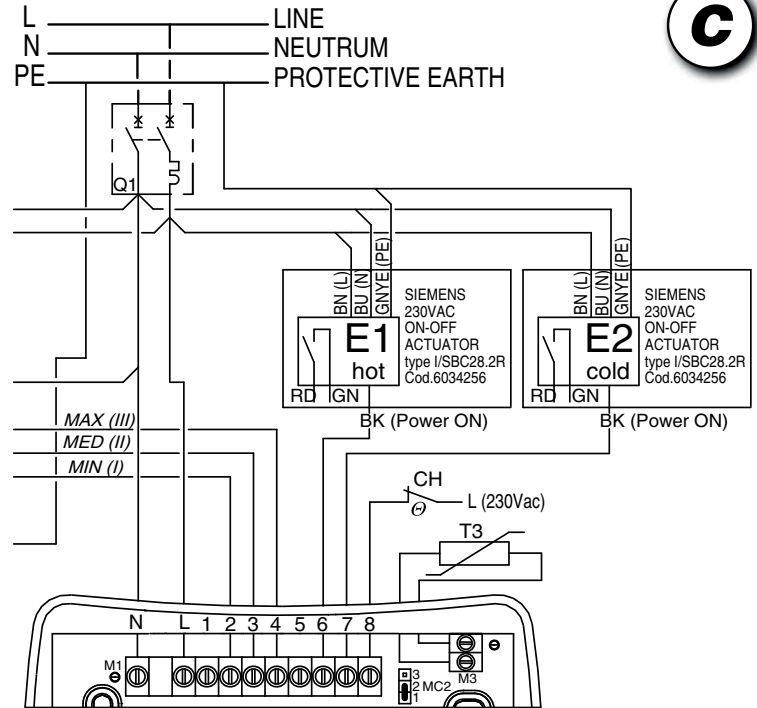 L LINE
N NEUTRUM
PE PROTECTIVE EARTH
C
Q1
BN (L)
BU (N)
GNYE (PE)
SIEMENS
230VAC
ON-OFF
ACTUATOR
type I/SBC28.2R
Cod.6034256
E1
hot
RD GN
BK (Power ON)
BN (L)
BU (N)
GNYE (PE)
SIEMENS
230VAC
ON-OFF
ACTUATOR
type I/SBC28.2R
Cod.6034256
E2
cold
RD GN
BK (Power ON)
MAX (III)
MED (II)
MIN (I)
CH
Θ
L (230Vac)
T3
N L 1 2 3 4 5 6 7 8
M1
3
2
1
MC2
M3